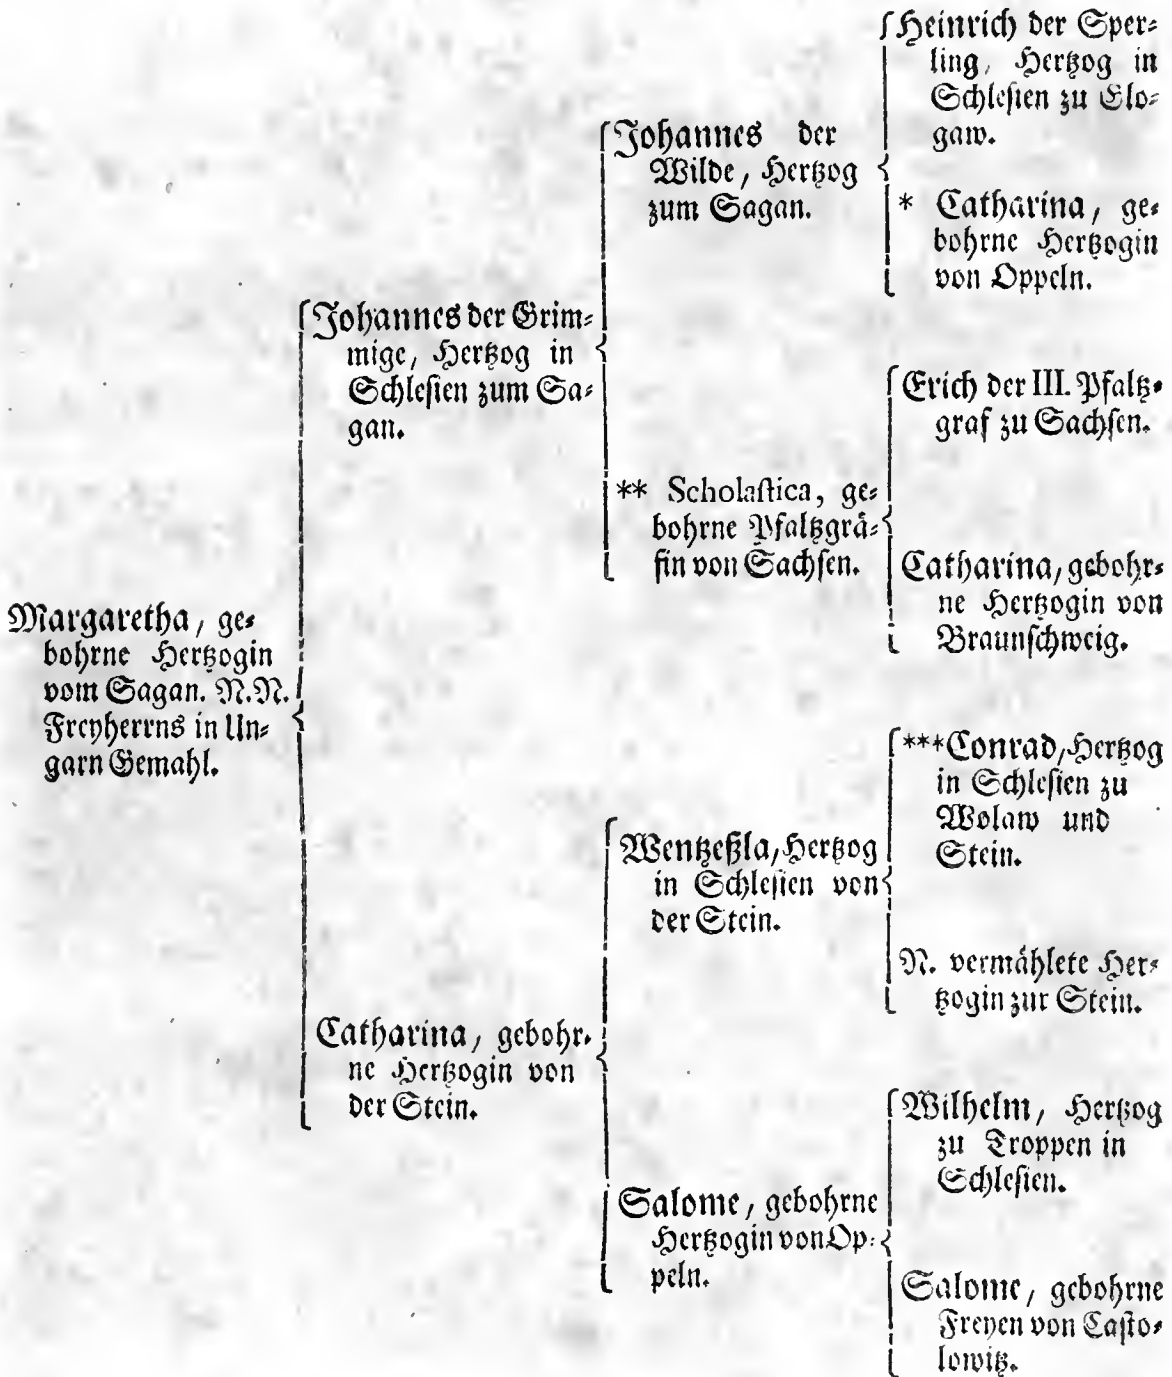 Margaretha, ge⸗
bohrne Hertzogin
vom Sagan. N.N.
Freyherrns in Un⸗
garn Gemahl.
Johannes der Grim⸗
mige, Hertzog in
Schlesien zum Sa⸗
gan.
Catharina, gebohr⸗
ne Hertzogin von
der Stein.
Johannes der
Wilde, Hertzog
zum Sagan.
** Scholastica, ge⸗
bohrne Pfaltzgrä⸗
fin von Sachsen.
Wentzeßla, Hertzog
in Schlesien von
der Stein.
Salome, gebohrne
Hertzogin von Op⸗
peln.
Heinrich der Sper⸗
ling, Hertzog in
Schlesien zu Glo⸗
gaw.
* Catharina, ge⸗
bohrne Hertzogin
von Oppeln.
Erich der III. Pfaltz⸗
graf zu Sachsen.
Catharina, gebohr⸗
ne Hertzogin von
Braunschweig.
*** Conrad, Hertzog
in Schlesien zu
Wolaw und
Stein.
N. vermählete Her⸗
tzogin zur Stein.
Wilhelm, Hertzog
zu Troppen in
Schlesien.
Salome, gebohrne
Freyen von Casto⸗
lowitz.